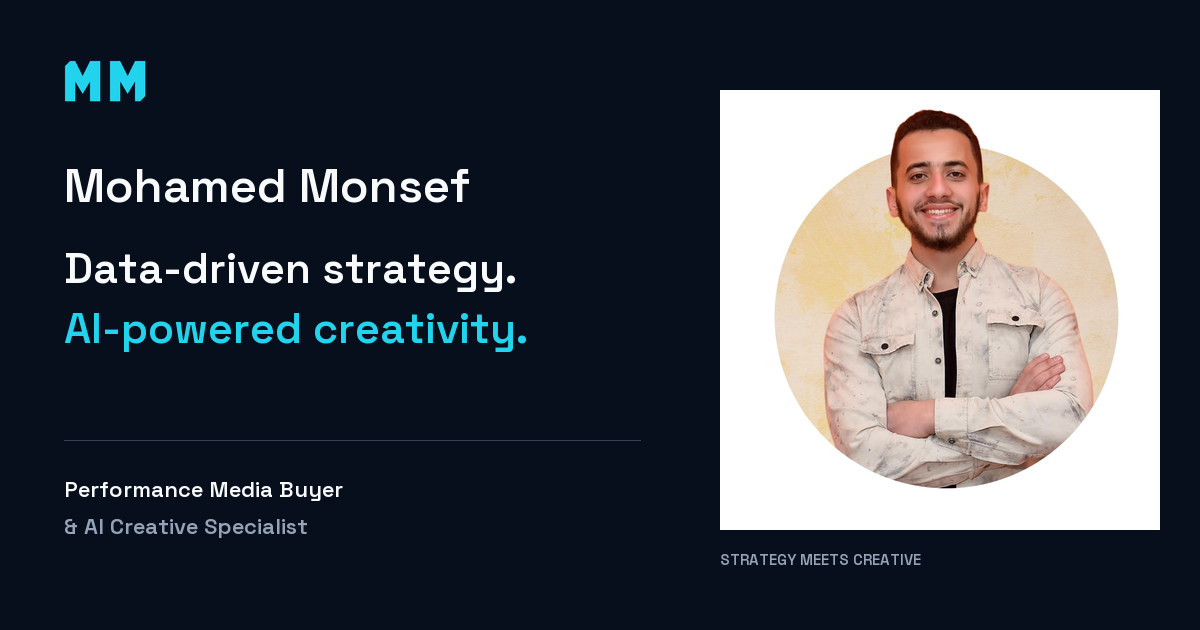 MM
Mohamed Monsef
Data-driven strategy.
AI-powered creativity.
Performance Media Buyer
& AI Creative Specialist
STRATEGY MEETS CREATIVE